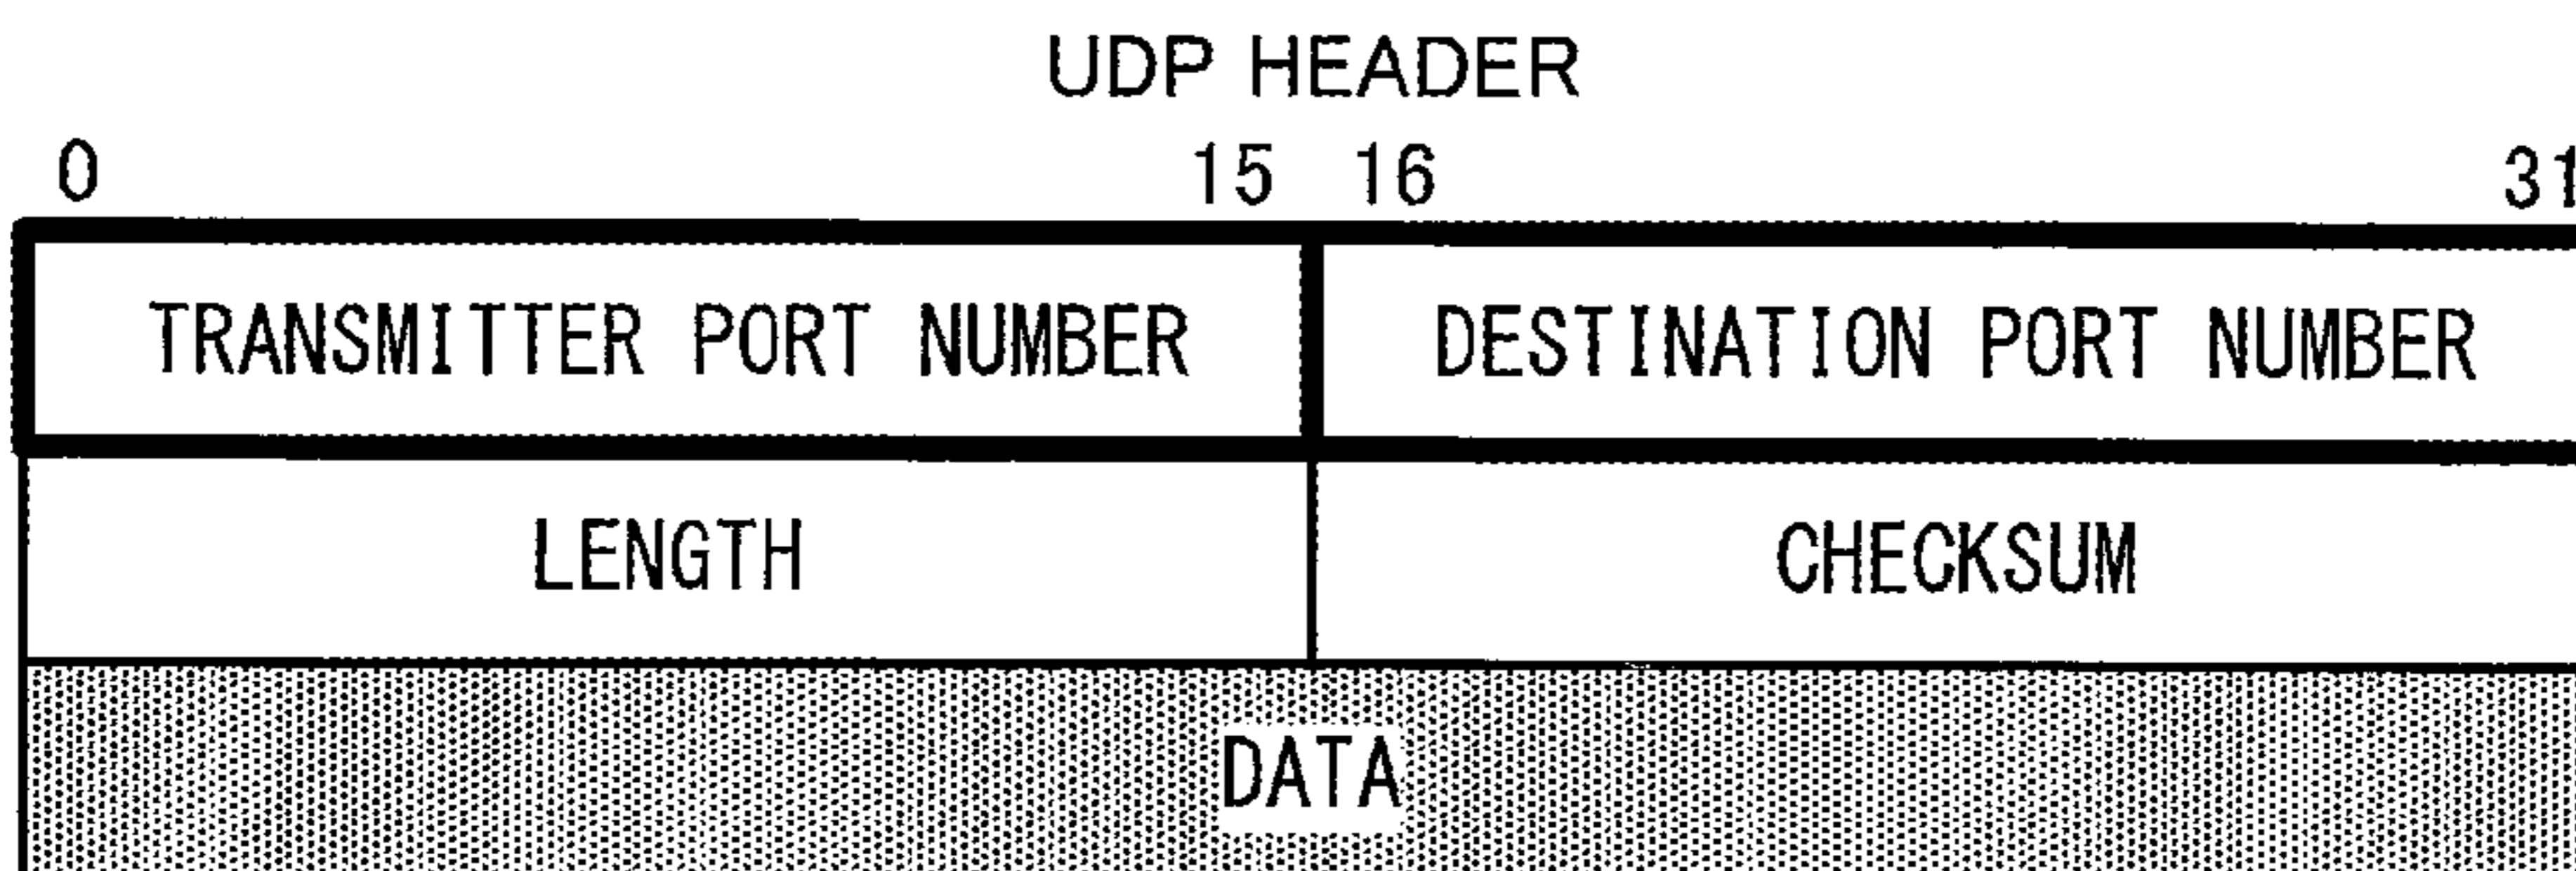 UDP HEADER
0 15 16 31
TRANSMITTER PORT NUMBER DESTINATION PORT NUMBER
LENGTH CHECKSUM
DATA